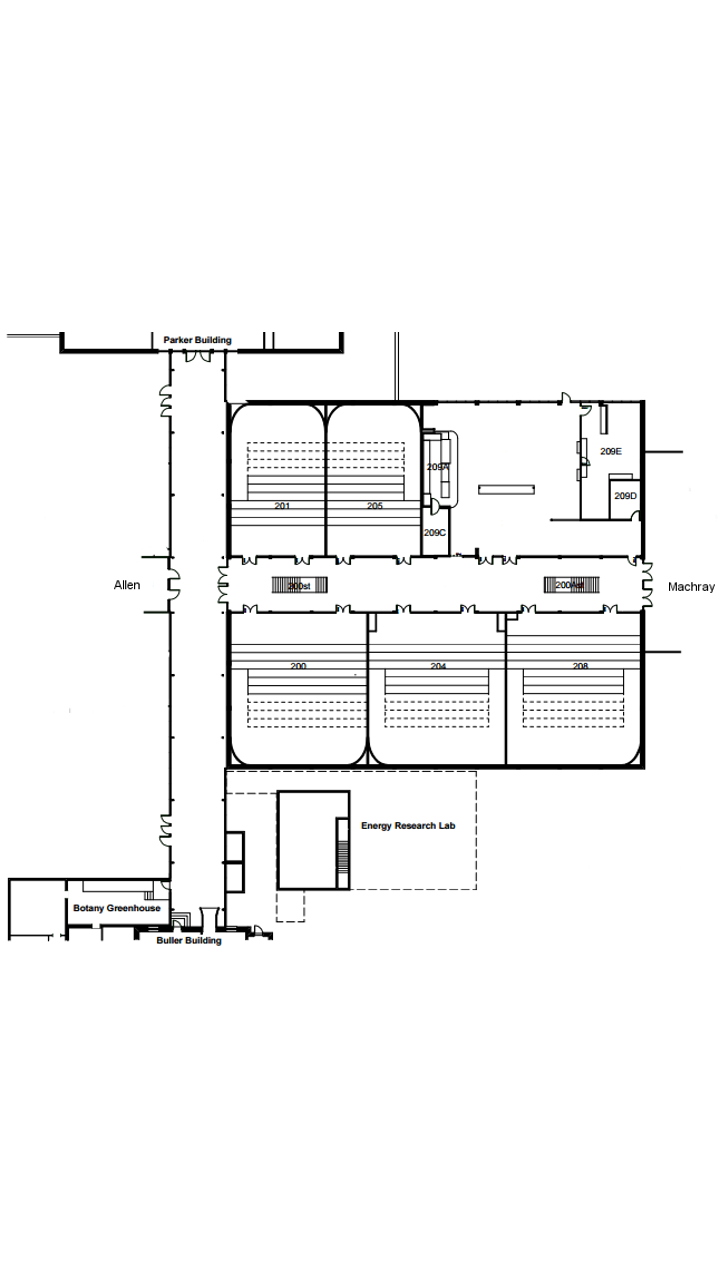 Parker Building
209E
209A
209D
201
205
209C
Allen
200st
200Ast
Machray
200
204
208
Energy Research Lab
Botany Greenhouse
Buller Building